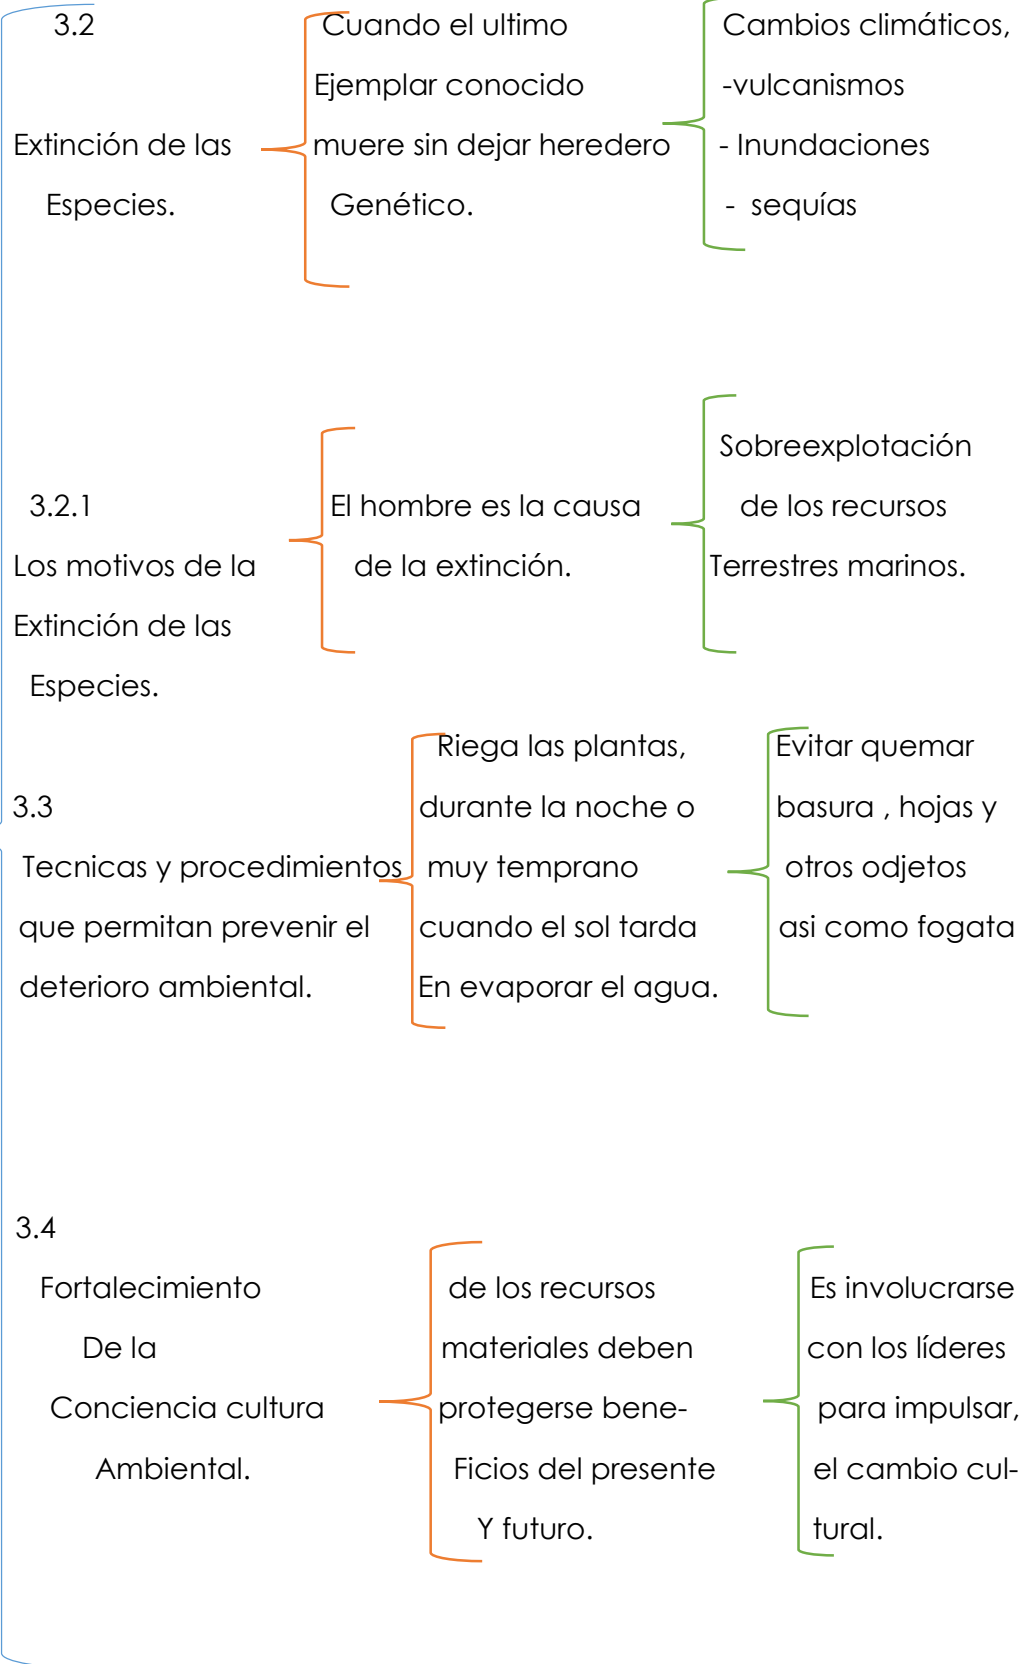 3.2
Extinción de las
Especies.
Cuando el ultimo
Ejemplar conocido
muere sin dejar heredero
Genético.
Cambios climáticos,
-vulcanismos
- Inundaciones
- sequías
3.2.1
Los motivos de la
Extinción de las
Especies.
El hombre es la causa
de la extinción.
Sobreexplotación
de los recursos
Terrestres marinos.
3.3
Tecnicas y procedimientos
que permitan prevenir el
deterioro ambiental.
Riega las plantas,
durante la noche o
muy temprano
cuando el sol tarda
En evaporar el agua.
Evitar quemar
basura , hojas y
otros odjetos
asi como fogata
3.4
Fortalecimiento
De la
Conciencia cultura
Ambiental.
de los recursos
materiales deben
protegerse bene-
Ficios del presente
Y futuro.
Es involucrarse
con los líderes
para impulsar,
el cambio cul-
tural.